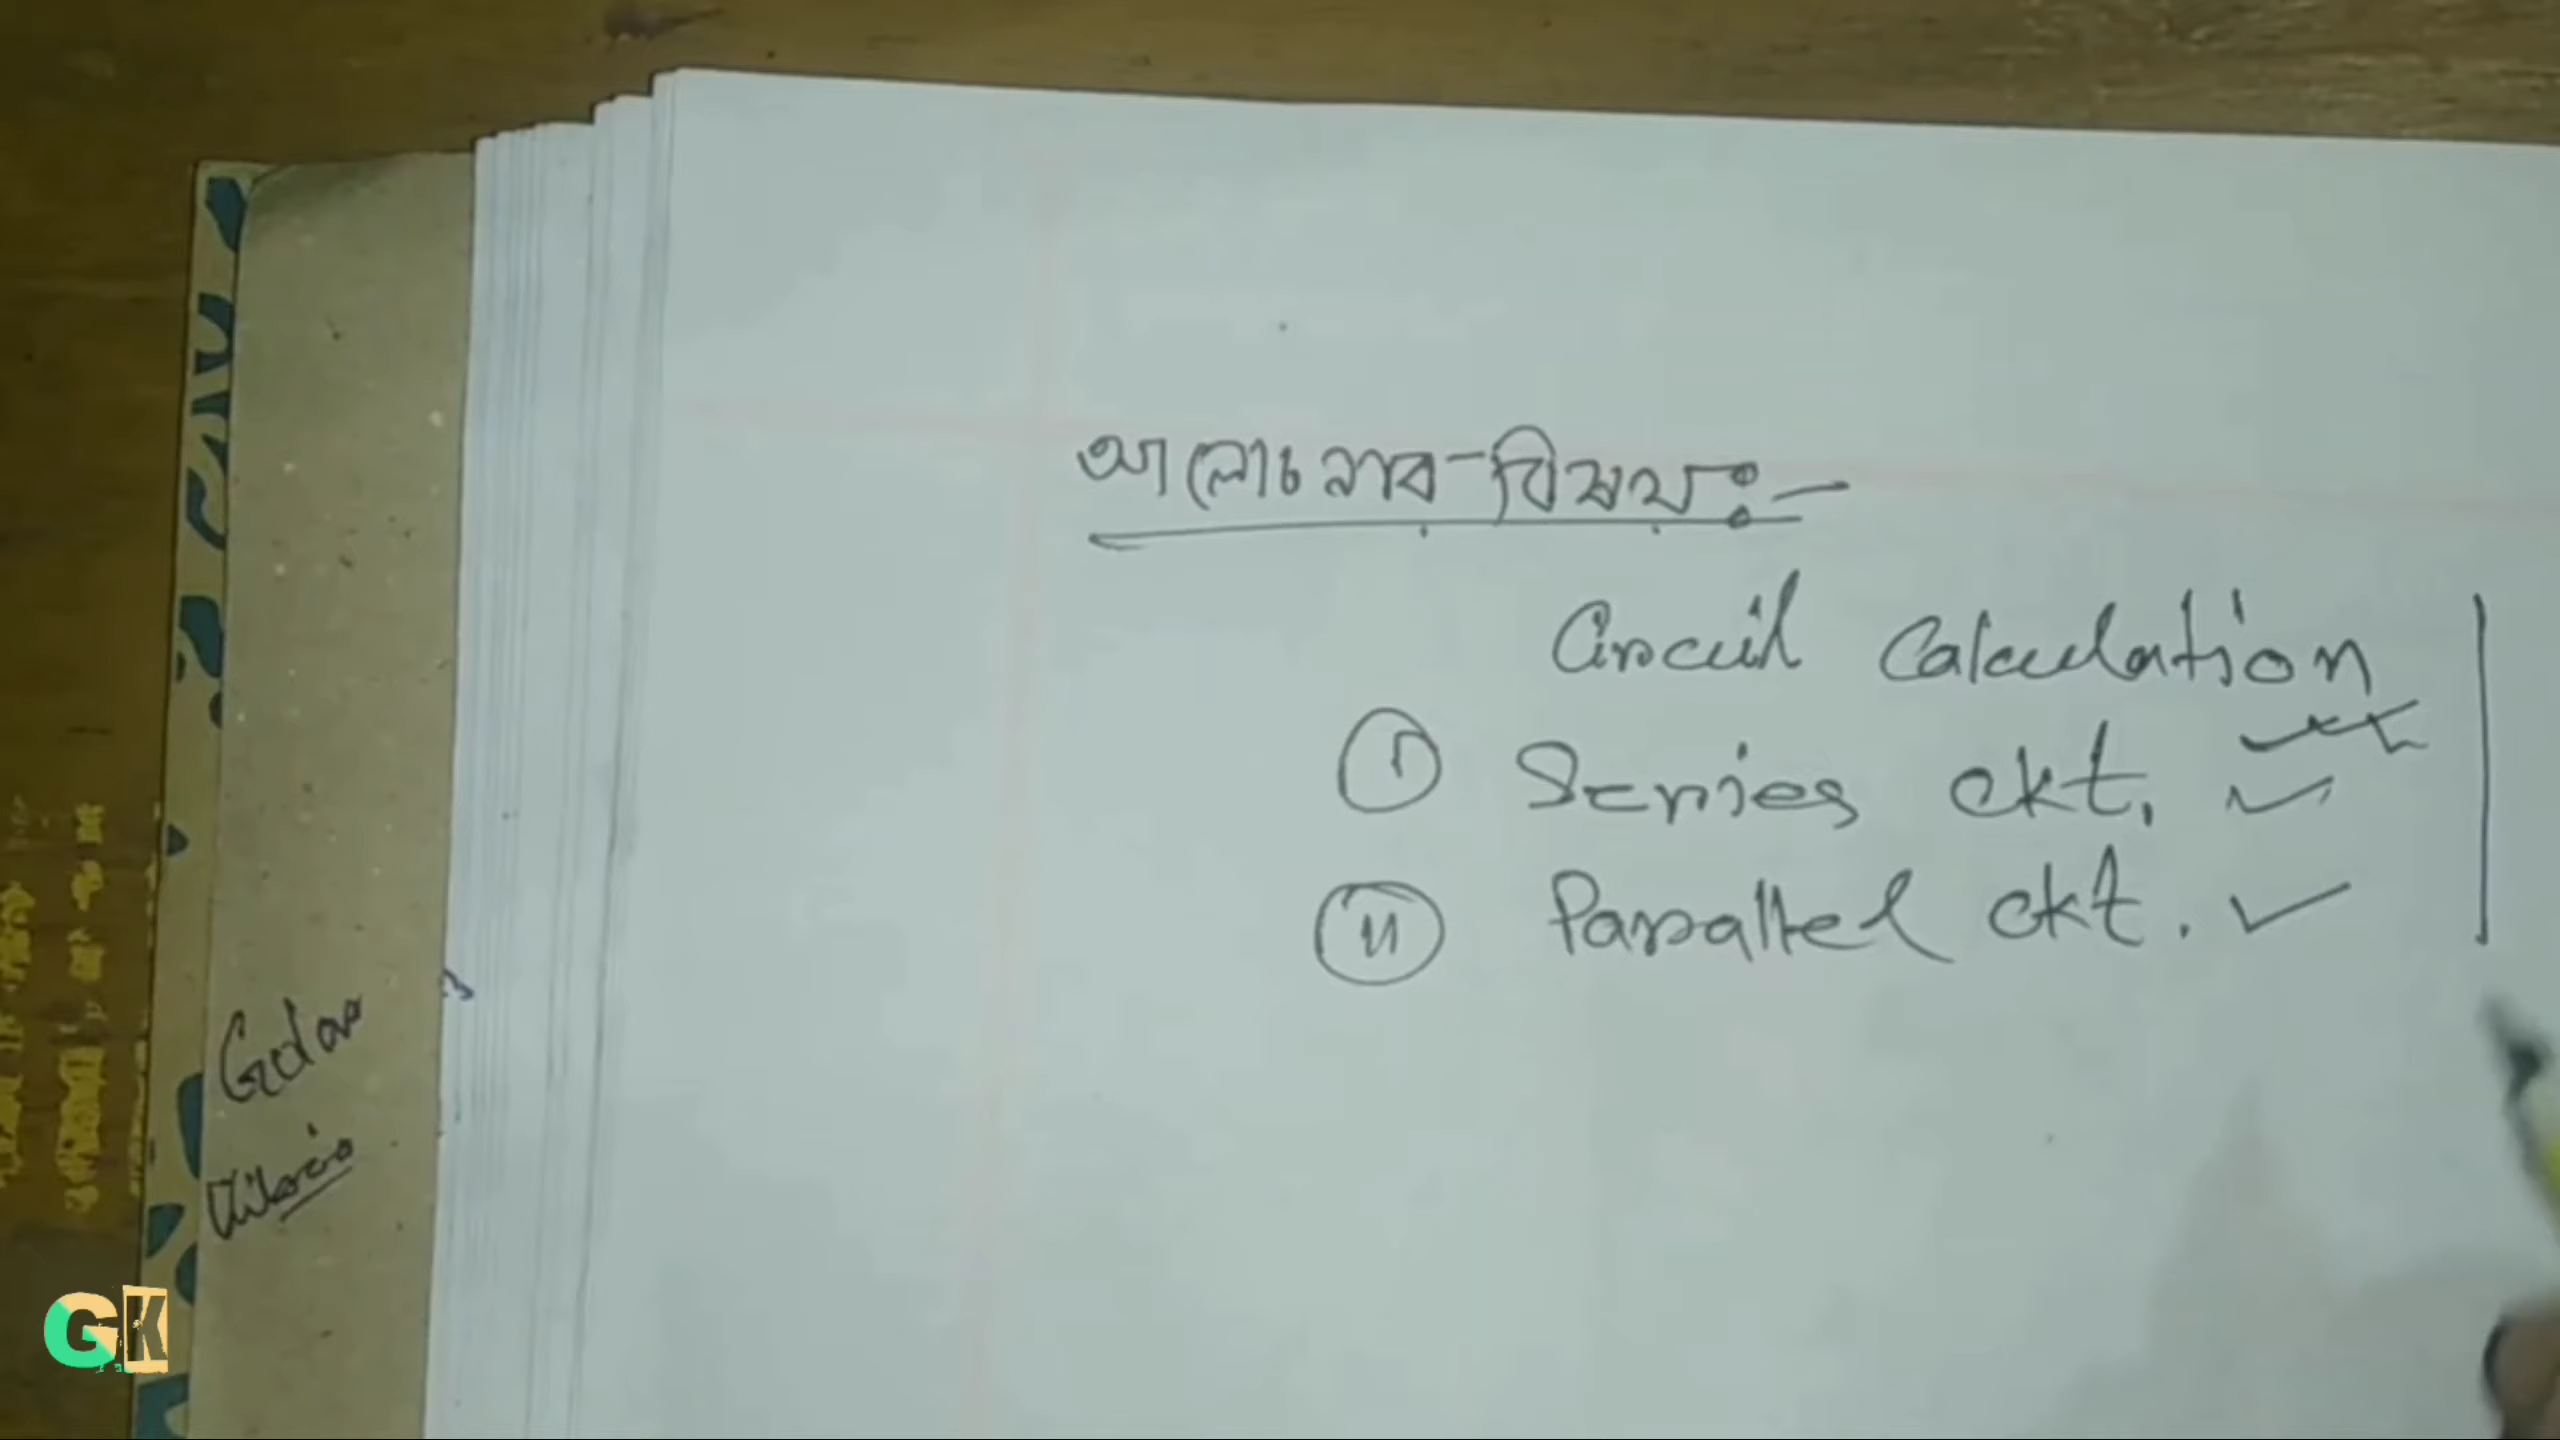 আলোচনার বিষয়ঃ-
Circuit Calculation
I Series ckt.
II Parallel ckt.
GK